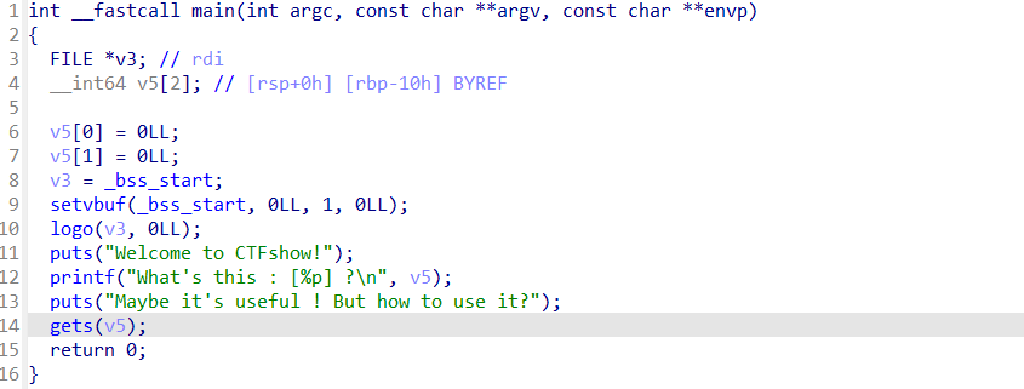 1 int __fastcall main(int argc, const char **argv, const char **envp)
2 {
3 FILE *v3; // rdi
4 __int64 v5[2]; // [rsp+0h] [rbp-10h] BYREF
5
6 v5[0] = 0LL;
7 v5[1] = 0LL;
8 v3 = _bss_start;
9 setvbuf(_bss_start, 0LL, 1, 0LL);
10 logo(v3, 0LL);
11 puts("Welcome to CTFshow!");
12 printf("What's this : [%p] ?\n", v5);
13 puts("Maybe it's useful ! But how to use it?");
14 gets(v5);
15 return 0;
16 }